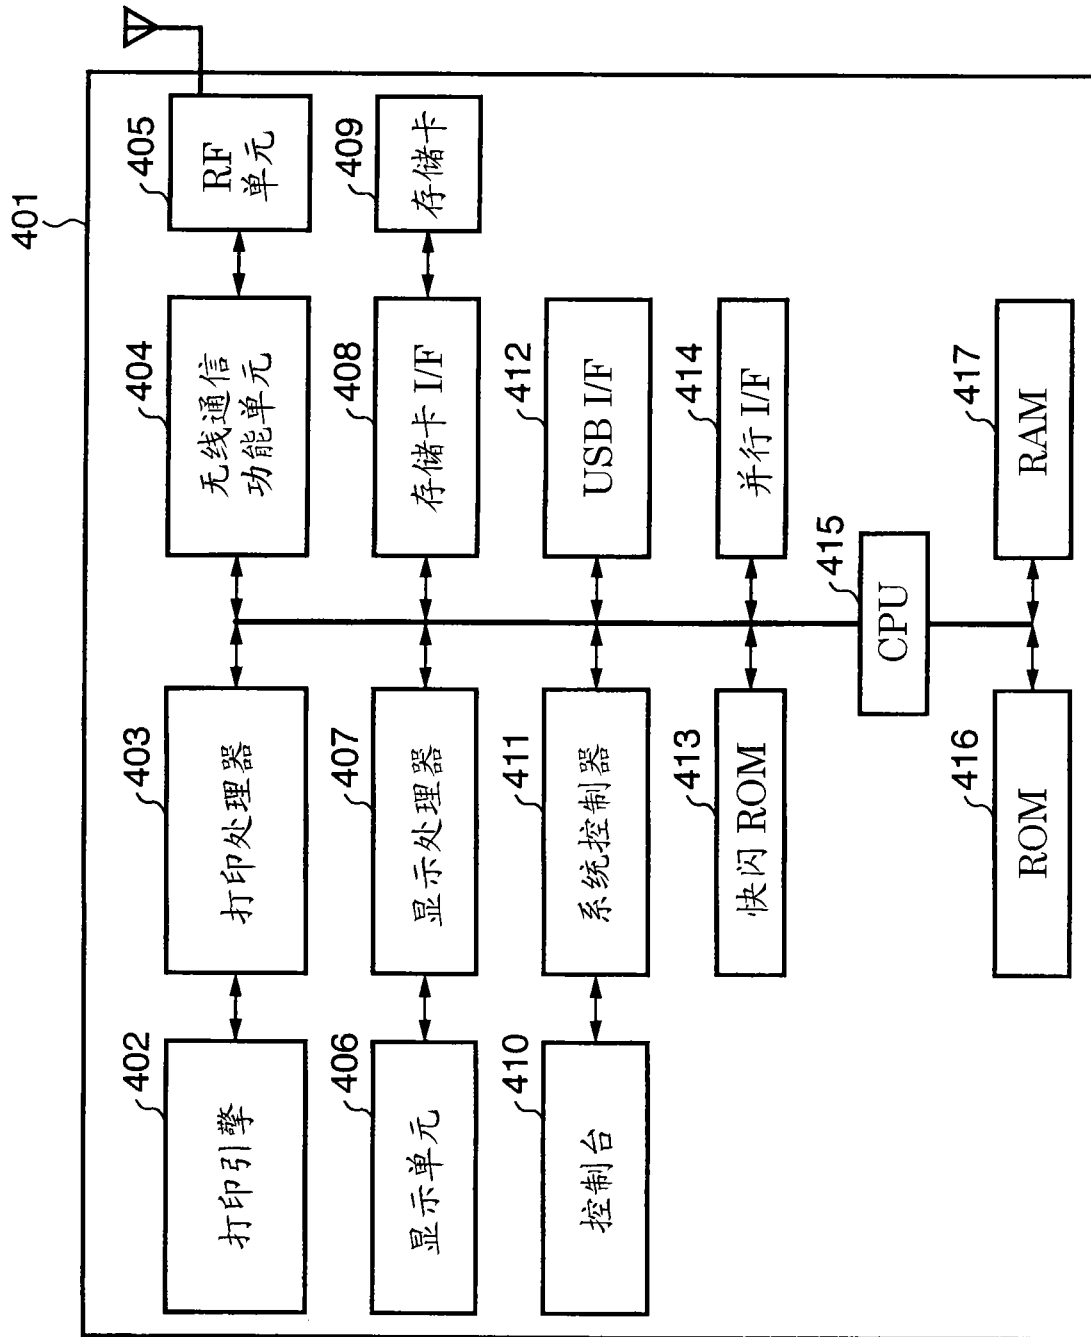 401
402
打印引擎
403
打印处理器
404
无线通信
功能单元
405
RF
单元
406
显示单元
407
显示处理器
408
存储卡 I/F
409
存储卡
410
控制台
411
系统控制器
412
USB I/F
413
快闪 ROM
414
并行 I/F
415
CPU
416
ROM
417
RAM